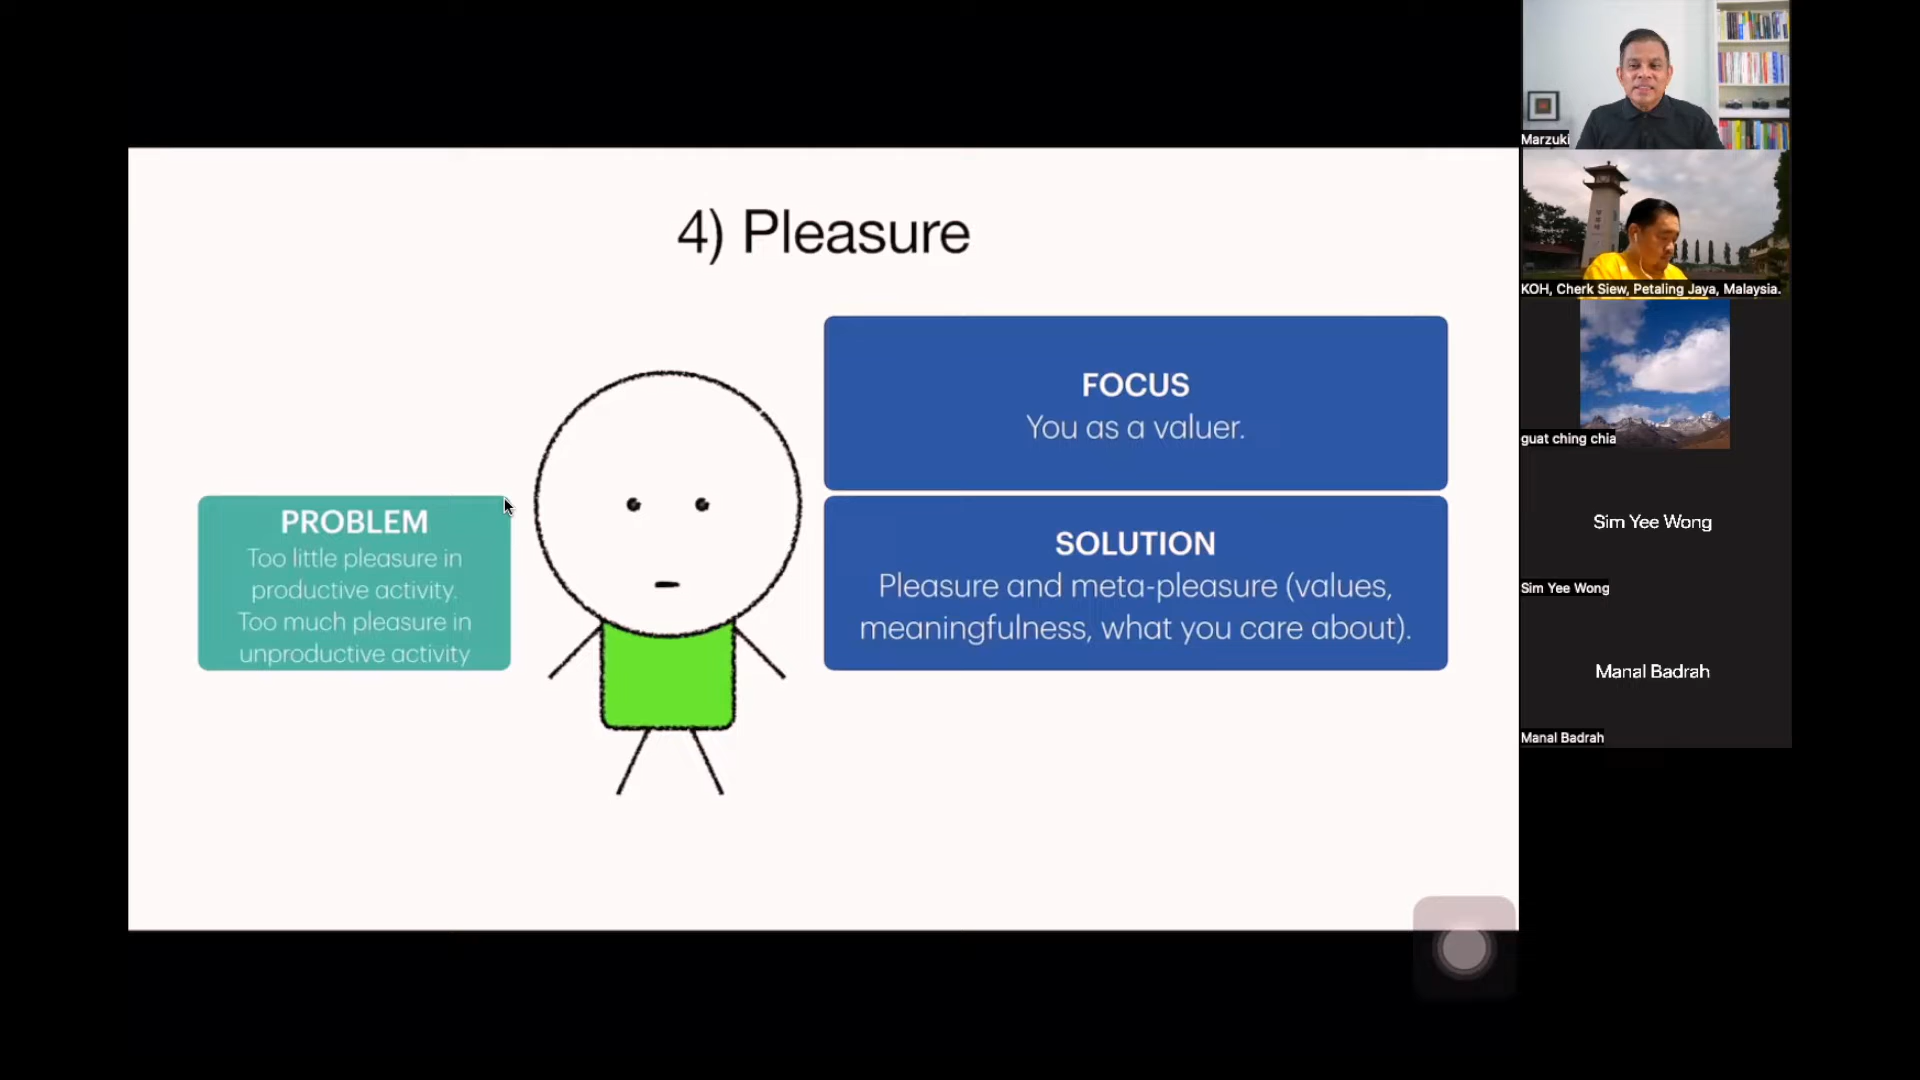 4) Pleasure
PROBLEM
Too little pleasure in
productive activity.
Too much pleasure in
unproductive activity
FOCUS
You as a valuer.
SOLUTION
Pleasure and meta-pleasure (values,
meaningfulness, what you care about).
Marzuki
KOH, Cherk Siew, Petaling Jaya, Malaysia.
guat ching chia
Sim Yee Wong
Sim Yee Wong
Manal Badrah
Manal Badrah